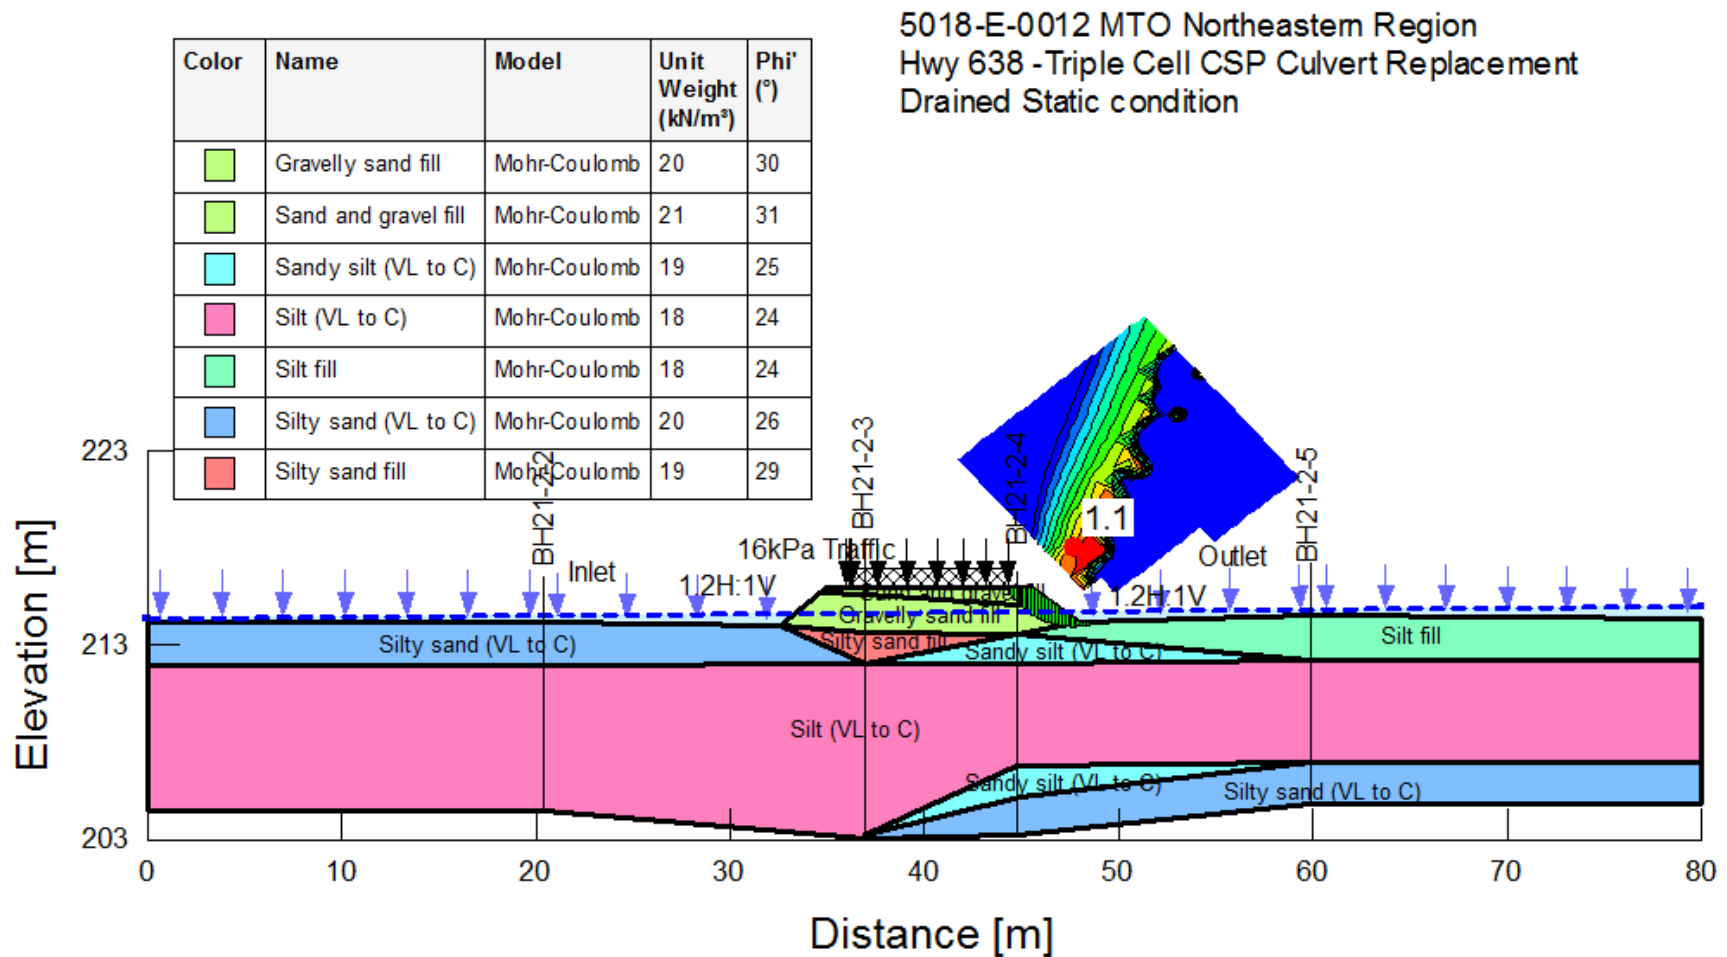 5018-E-0012 MTO Northeastern Region
Hwy 638 -Triple Cell CSP Culvert Replacement
Drained Static condition
Color Name Model Unit Weight (kN/m³) Phi' (°)
Gravelly sand fill Mohr-Coulomb 20 30
Sand and gravel fill Mohr-Coulomb 21 31
Sandy silt (VL to C) Mohr-Coulomb 19 25
Silt (VL to C) Mohr-Coulomb 18 24
Silt fill Mohr-Coulomb 18 24
Silty sand (VL to C) Mohr-Coulomb 20 26
Silty sand fill Mohr-Coulomb 19 29
223
213
203
Elevation [m]
BH21-2-2
BH21-2-3
BH21-2-4
BH21-2-5
1.1
16kPa Traffic
Inlet
Outlet
1.2H:1V
1.2H:1V
Sand and gravel fill
Gravelly sand fill
Silty sand fill
Silty sand (VL to C)
Sandy silt (VL to C)
Silt fill
Silt (VL to C)
Sandy silt (VL to C)
Silty sand (VL to C)
0 10 20 30 40 50 60 70 80
Distance [m]